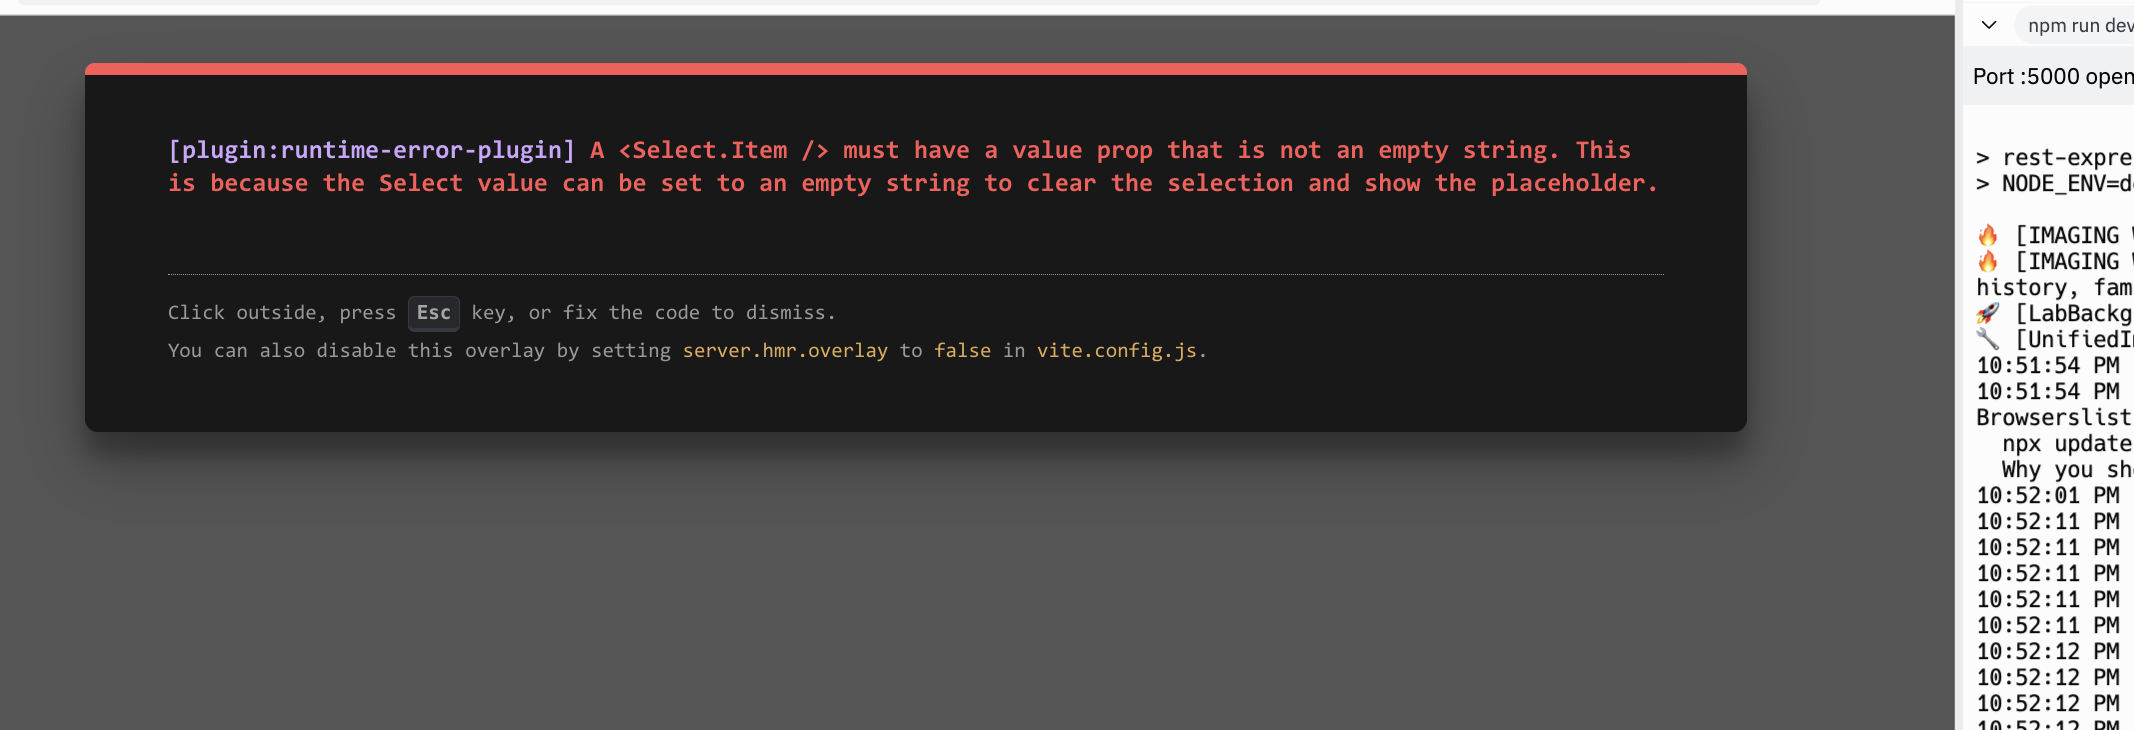 [plugin:runtime-error-plugin] A <Select.Item /> must have a value prop that is not an empty string. This
is because the Select value can be set to an empty string to clear the selection and show the placeholder.
Click outside, press Esc key, or fix the code to dismiss.
You can also disable this overlay by setting server.hmr.overlay to false in vite.config.js.
npm run dev
Port :5000 open
> rest-expre
> NODE_ENV=d
🔥 [IMAGING
🔥 [IMAGING
history, fam
🚀 [LabBackg
🔧 [UnifiedI
10:51:54 PM
10:51:54 PM
Browserslist
npx update
Why you sh
10:52:01 PM
10:52:11 PM
10:52:11 PM
10:52:11 PM
10:52:11 PM
10:52:11 PM
10:52:12 PM
10:52:12 PM
10:52:12 PM
10:52:12 PM